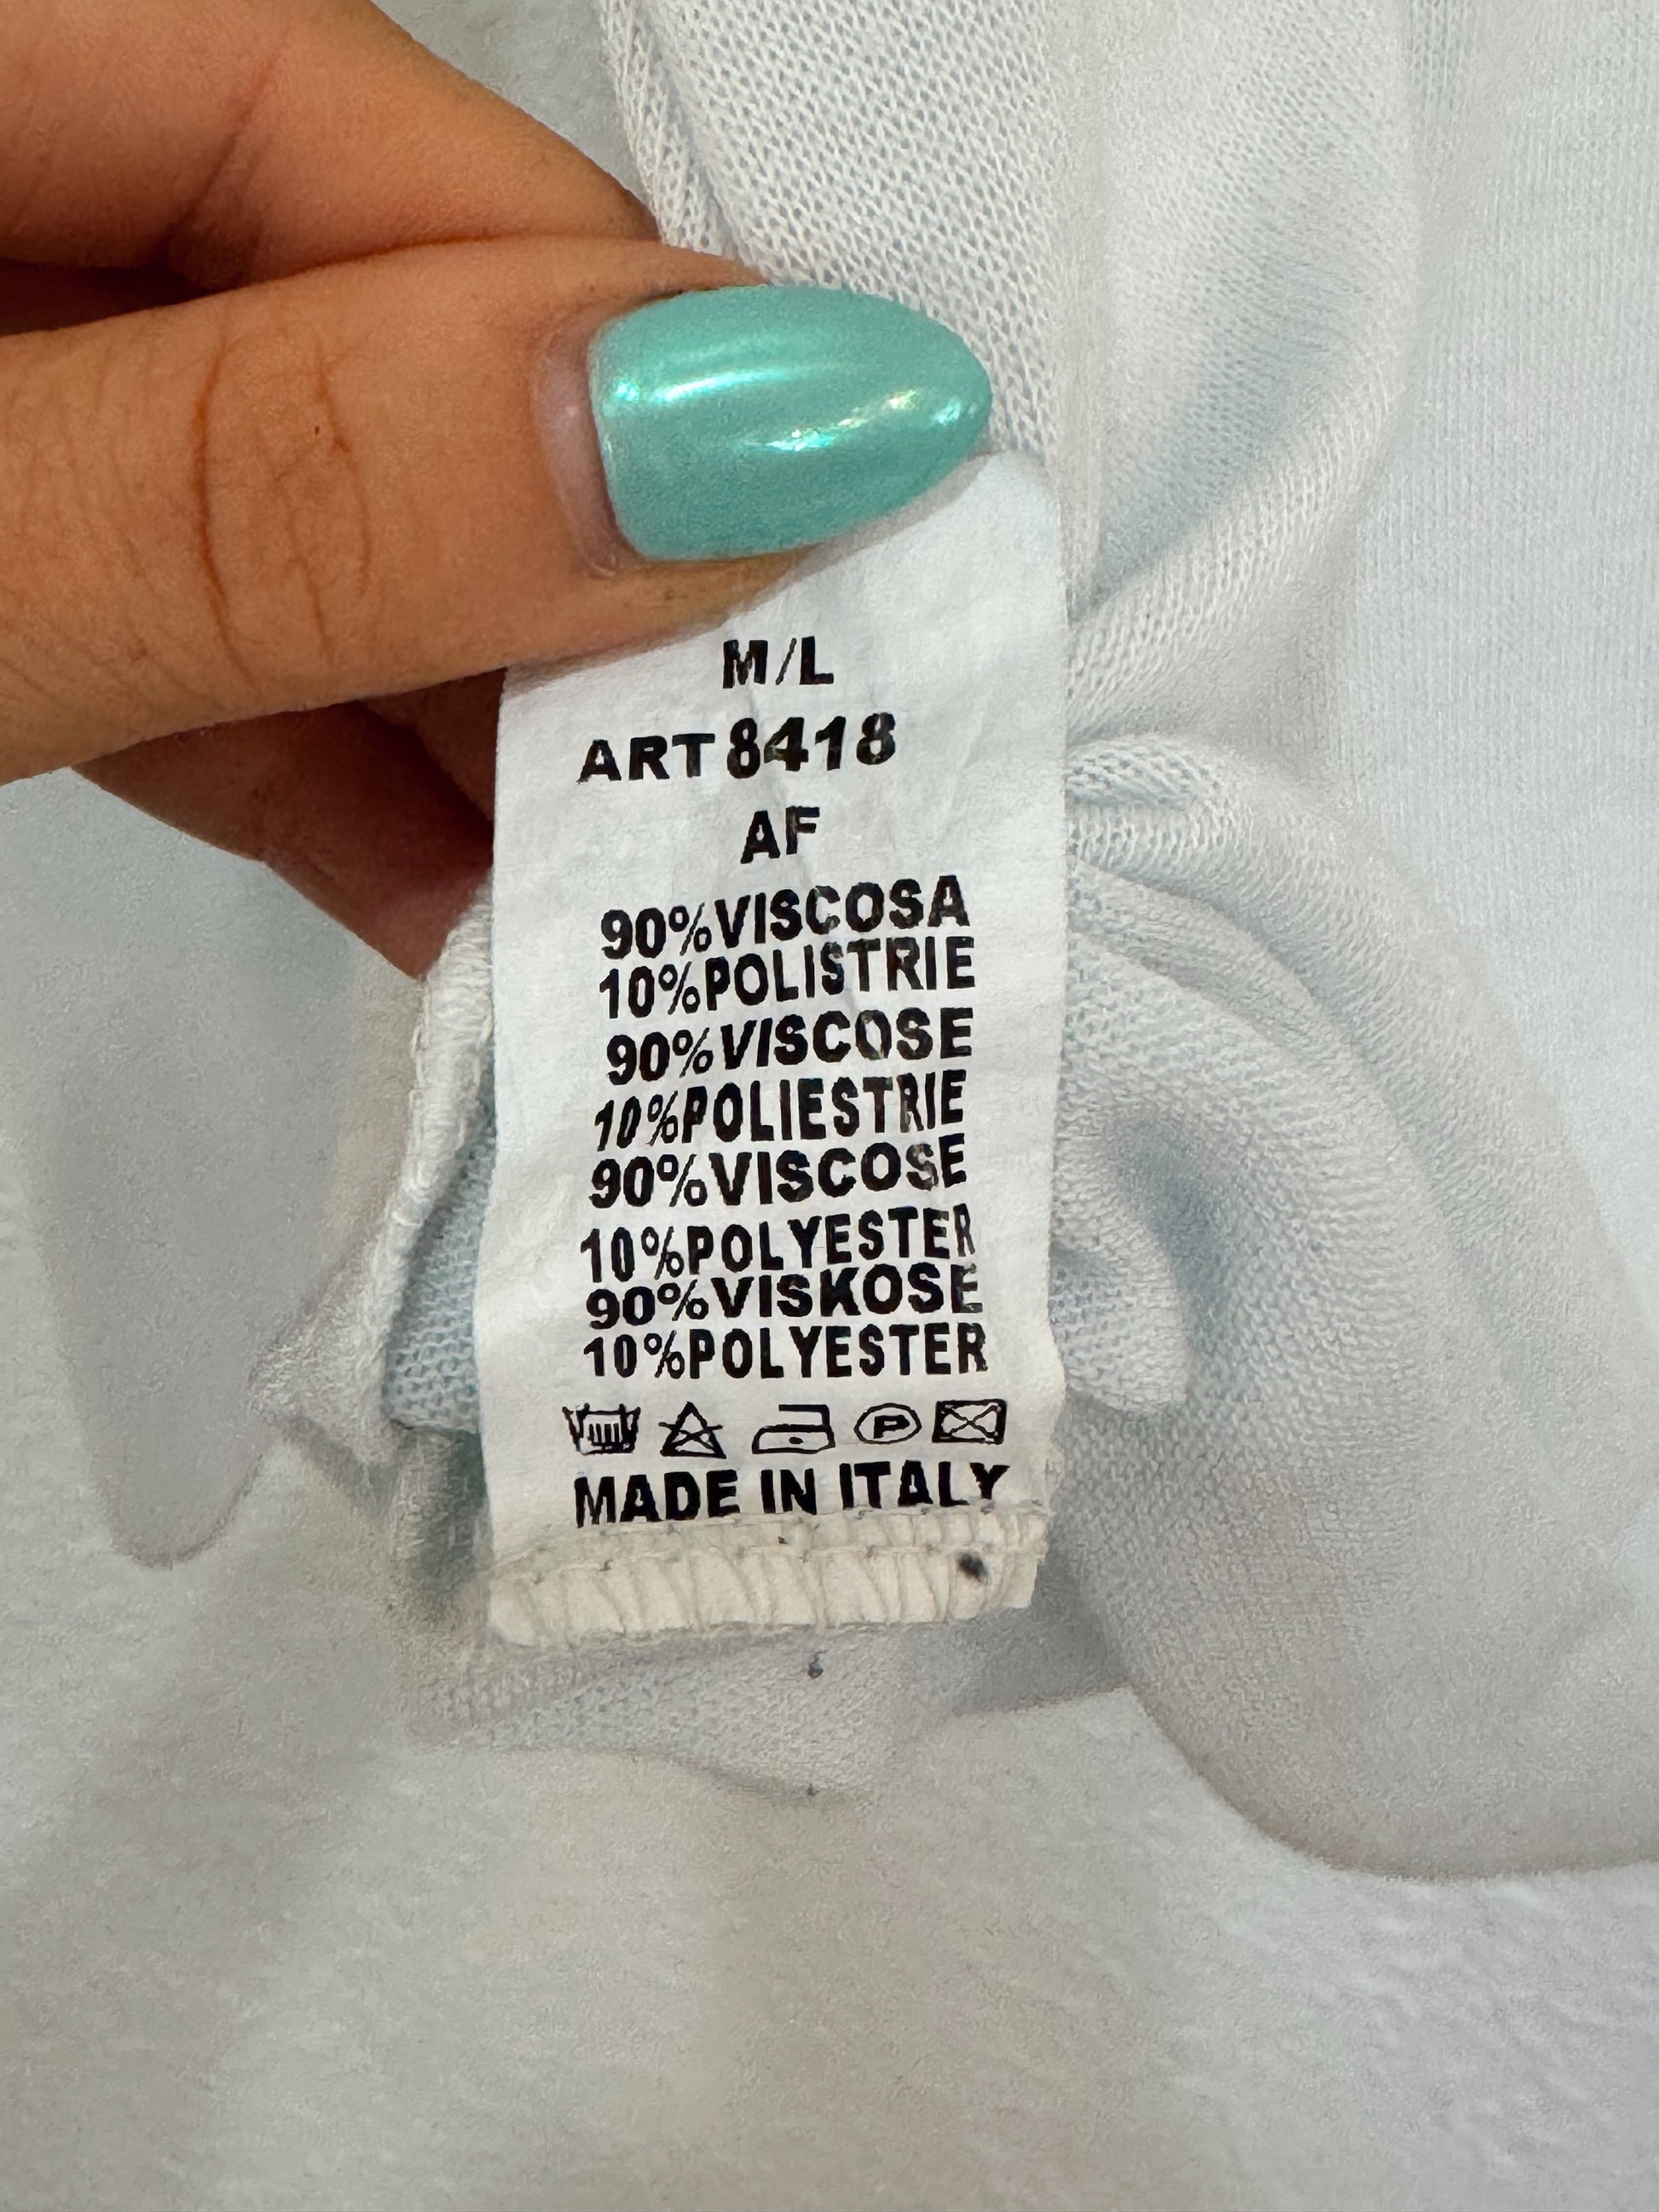 M/L
ART 8418
AF
90%VISCOSA
10%POLISTRIE
90%VISCOSE
10%POLIESTRIE
90%VISCOSE
10%POLYESTER
90%VISKOSE
10%POLYESTER
P
MADE IN ITALY